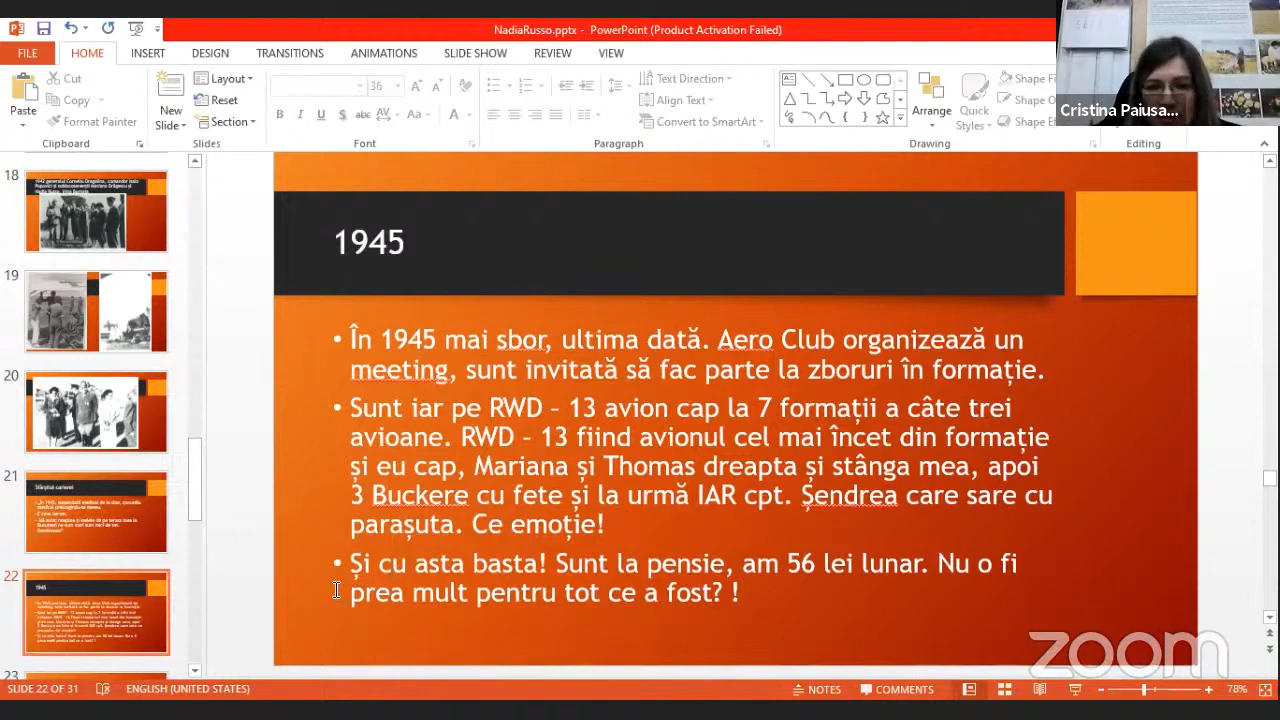 NadiaRusso.pptx - PowerPoint (Product Activation Failed)
FILE HOME INSERT DESIGN TRANSITIONS ANIMATIONS SLIDE SHOW REVIEW VIEW
Cristina Paiusa...
Paste
Cut
Copy
Format Painter
Clipboard
New
Slide
Layout
Reset
Section
Slides
36
Font
Text Direction
Align Text
Convert to SmartArt
Paragraph
Arrange
Quick
Styles
Shape
Shape
Shape
Drawing
Editing
18
19
20
21
22
23
1945
• În 1945 mai sbor, ultima dată. Aero Club organizează un
meeting, sunt invitată să fac parte la zboruri în formație.
• Sunt iar pe RWD – 13 avion cap la 7 formații a câte trei
avioane. RWD – 13 fiind avionul cel mai încet din formație
și eu cap, Mariana și Thomas dreapta și stânga mea, apoi
3 Buckere cu fete și la urmă IAR pt. Șendrea care sare cu
parașuta. Ce emoție!
• Și cu asta basta! Sunt la pensie, am 56 lei lunar. Nu o fi
prea mult pentru tot ce a fost? !
zoom
SLIDE 22 OF 31 ENGLISH (UNITED STATES) NOTES COMMENTS 78%